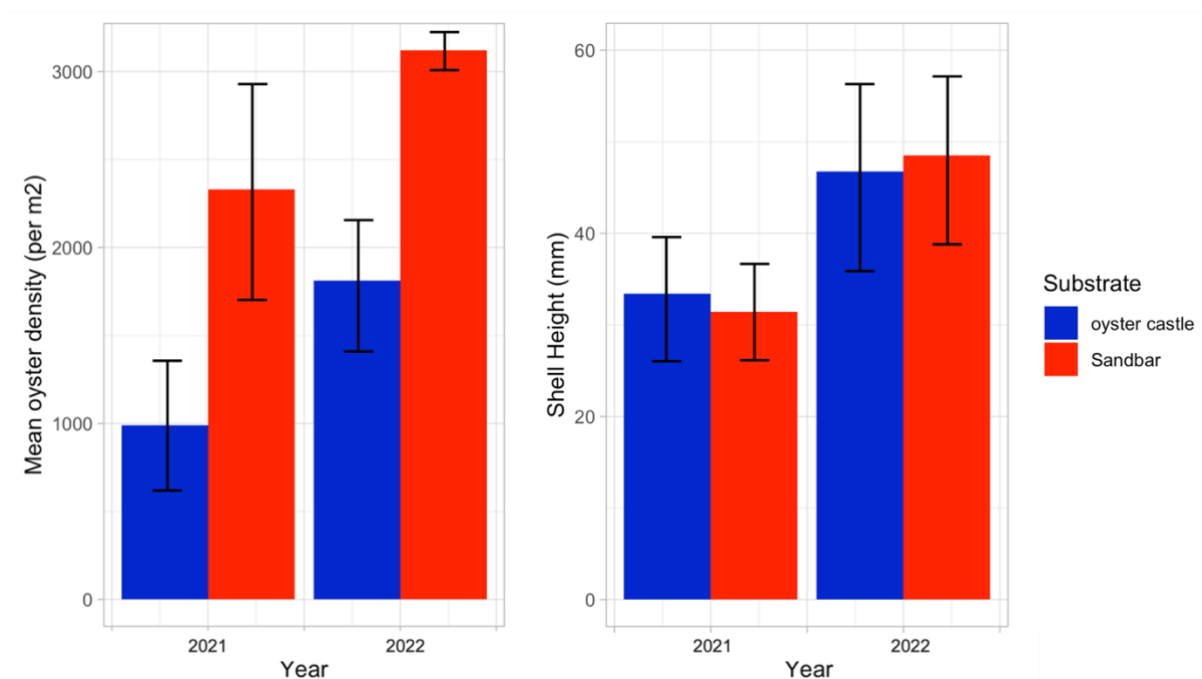 Mean oyster density (per m2)
3000
2000
1000
0
2021 2022
Year
Shell Height (mm)
60
40
20
0
2021 2022
Year
Substrate
oyster castle
Sandbar